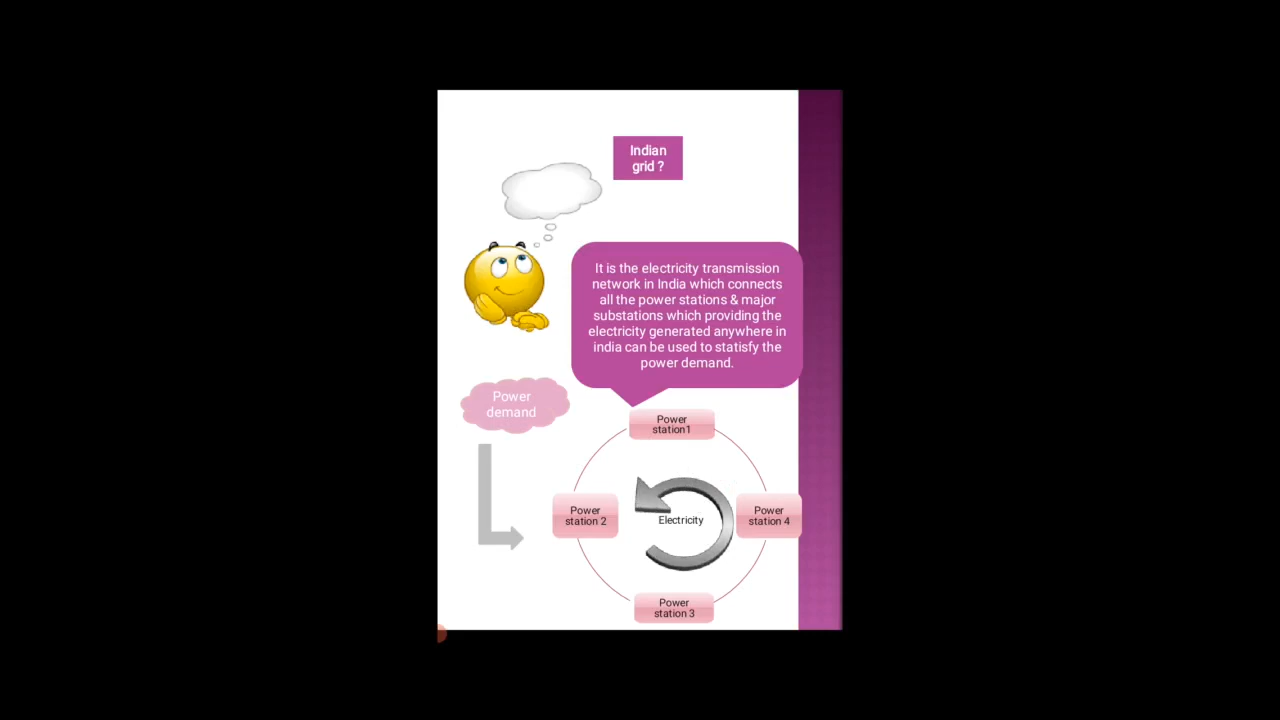 Indian
grid ?
It is the electricity transmission
network in India which connects
all the power stations & major
substations which providing the
electricity generated anywhere in
india can be used to statisfy the
power demand.
Power
demand
Power
station1
Power
station 2
Electricity
Power
station 4
Power
station 3